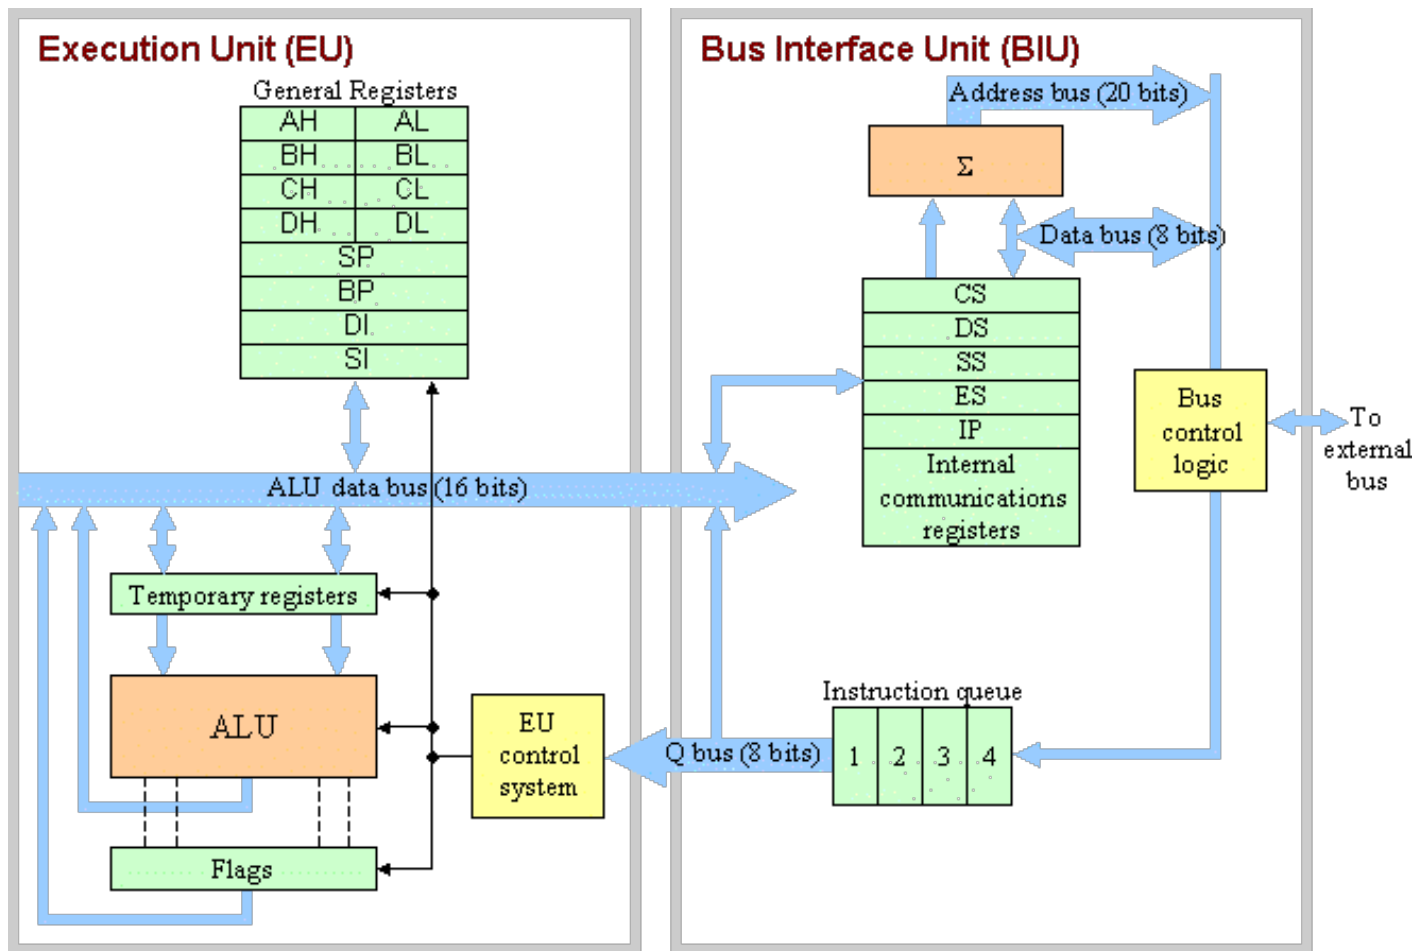 Execution Unit (EU)
General Registers
AH AL
BH BL
CH CL
DH DL
SP
BP
DI
SI
ALU data bus (16 bits)
Temporary registers
ALU
Flags
EU
control
system
Bus Interface Unit (BIU)
Address bus (20 bits)
Σ
Data bus (8 bits)
CS
DS
SS
ES
IP
Internal
communications
registers
Bus
control
logic
To
external
bus
Instruction queue
1 2 3 4
Q bus (8 bits)